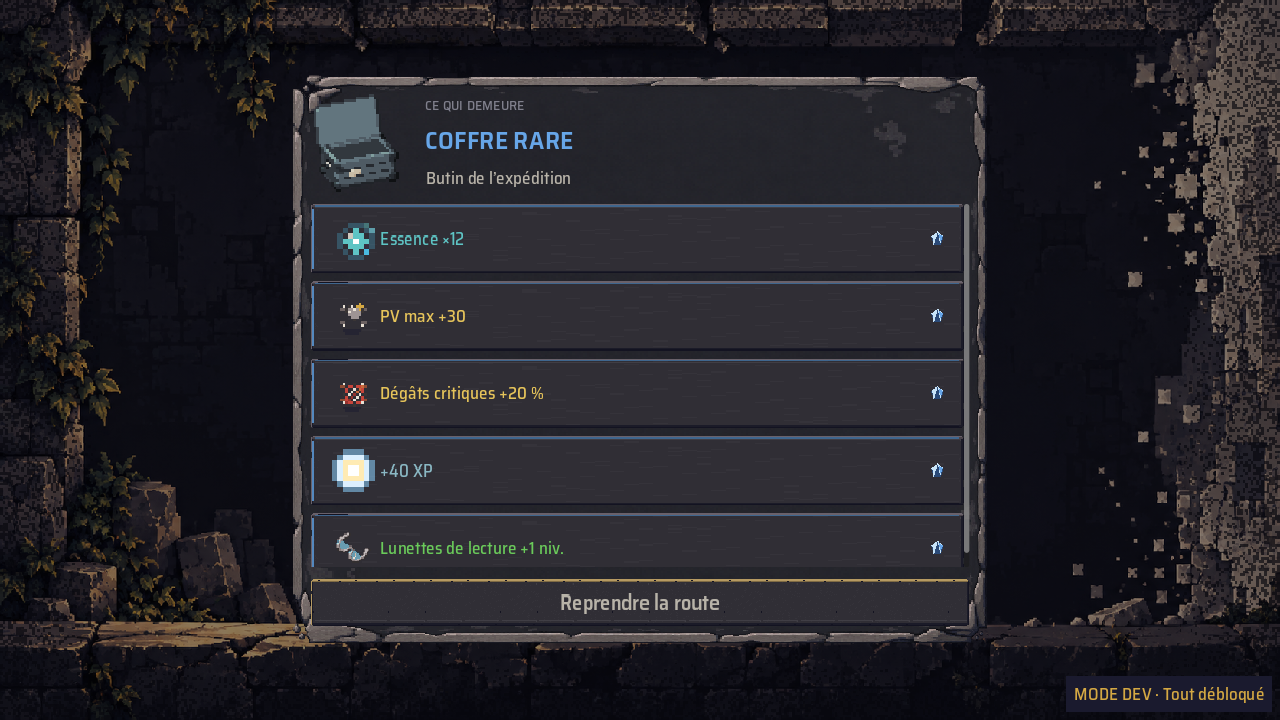 CE QUI DEMEURE
COFFRE RARE
Butin de l’expédition
Essence ×12
PV max +30
Dégâts critiques +20 %
+40 XP
Lunettes de lecture +1 niv.
Reprendre la route
MODE DEV · Tout débloqué